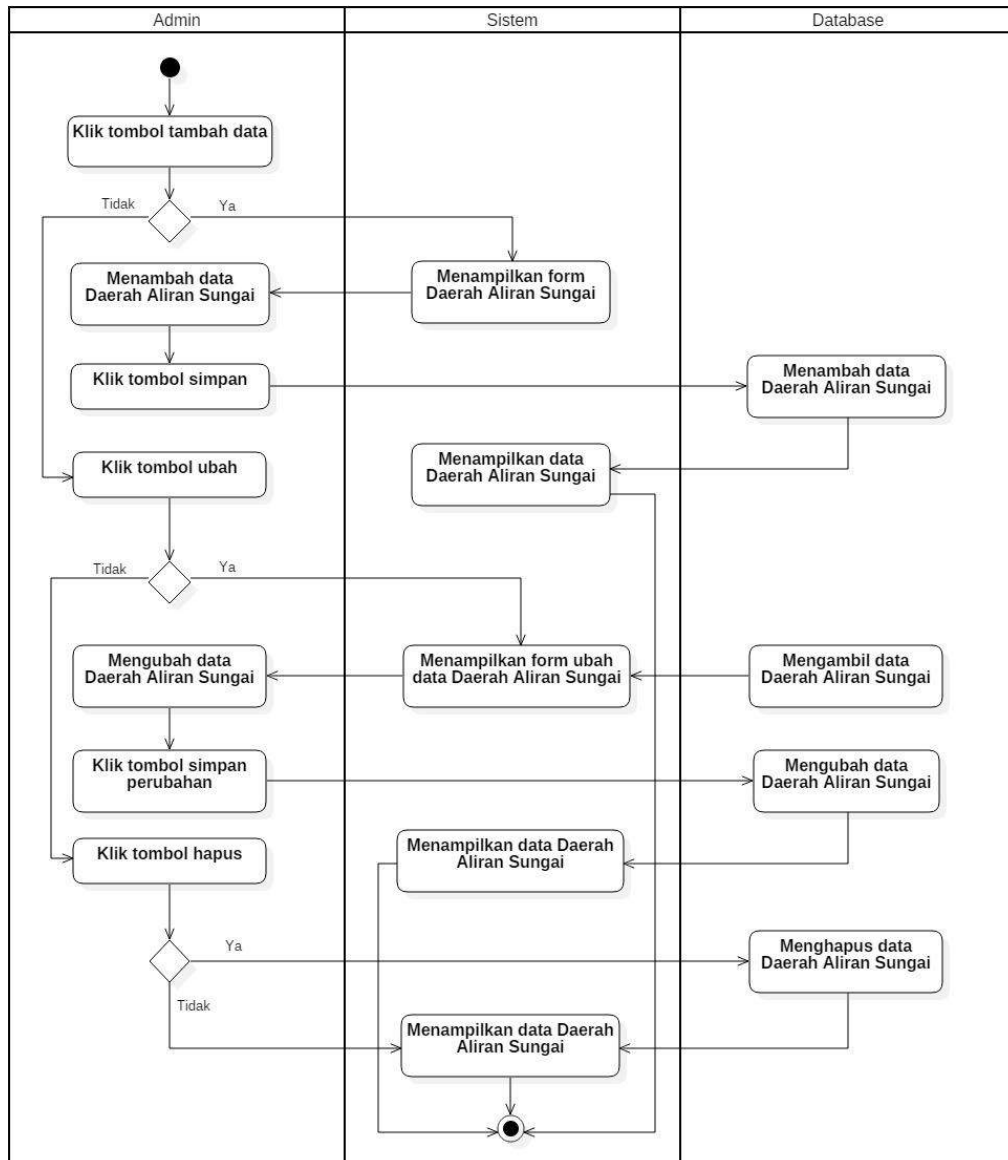 Admin
Sistem
Database
Klik tombol tambah data
Tidak
Ya
Menambah data
Daerah Aliran Sungai
Menampilkan form
Daerah Aliran Sungai
Klik tombol simpan
Menambah data
Daerah Aliran Sungai
Klik tombol ubah
Menampilkan data
Daerah Aliran Sungai
Tidak
Ya
Mengubah data
Daerah Aliran Sungai
Menampilkan form ubah
data Daerah Aliran Sungai
Mengambil data
Daerah Aliran Sungai
Klik tombol simpan
perubahan
Mengubah data
Daerah Aliran Sungai
Klik tombol hapus
Menampilkan data Daerah
Aliran Sungai
Ya
Menghapus data
Daerah Aliran Sungai
Tidak
Menampilkan data Daerah
Aliran Sungai